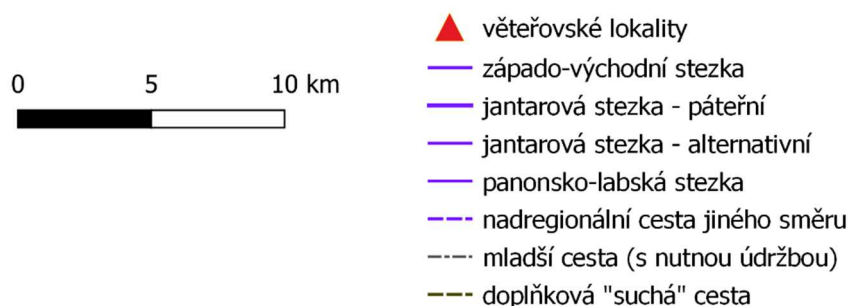 0 5 10 km
věteřovské lokality
západo-východní stezka
jantarová stezka - páteřní
jantarová stezka - alternativní
panonsko-labská stezka
nadregionální cesta jiného směru
mladší cesta (s nutnou údržbou)
doplňková "suchá" cesta